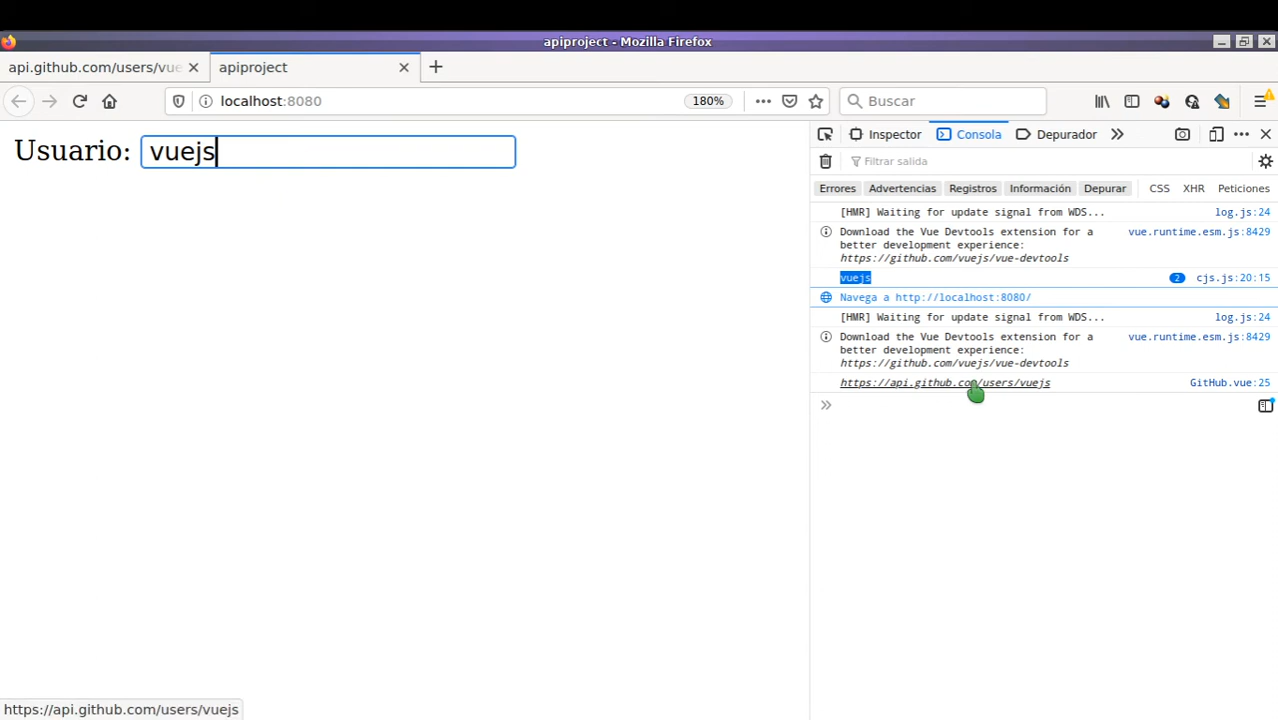 apiproject - Mozilla Firefox
api.github.com/users/vue
apiproject
localhost:8080
180%
Buscar
Usuario: vuejs
Inspector
Consola
Depurador
Filtrar salida
Errores
Advertencias
Registros
Información
Depurar
CSS
XHR
Peticiones
[HMR] Waiting for update signal from WDS... log.js:24
Download the Vue Devtools extension for a vue.runtime.esm.js:8429
better development experience:
https://github.com/vuejs/vue-devtools
vuejs 2 cjs.js:20:15
Navega a http://localhost:8080/
[HMR] Waiting for update signal from WDS... log.js:24
Download the Vue Devtools extension for a vue.runtime.esm.js:8429
better development experience:
https://github.com/vuejs/vue-devtools
https://api.github.com/users/vuejs GitHub.vue:25
https://api.github.com/users/vuejs